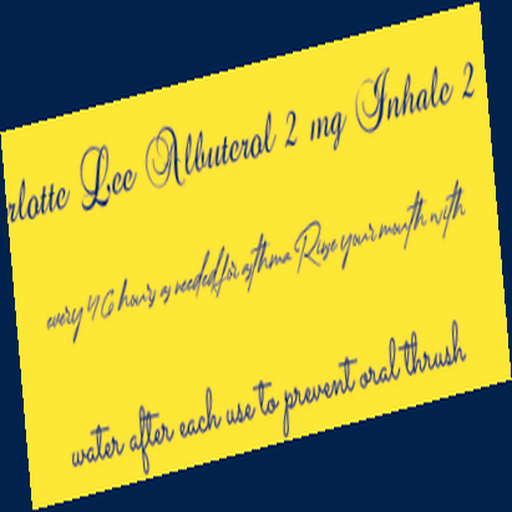 rlotte Lee Albuterol 2 mg Inhale 2
every 4 6 hours as needed for asthma Rinse your mouth with
water after each use to prevent oral thrush